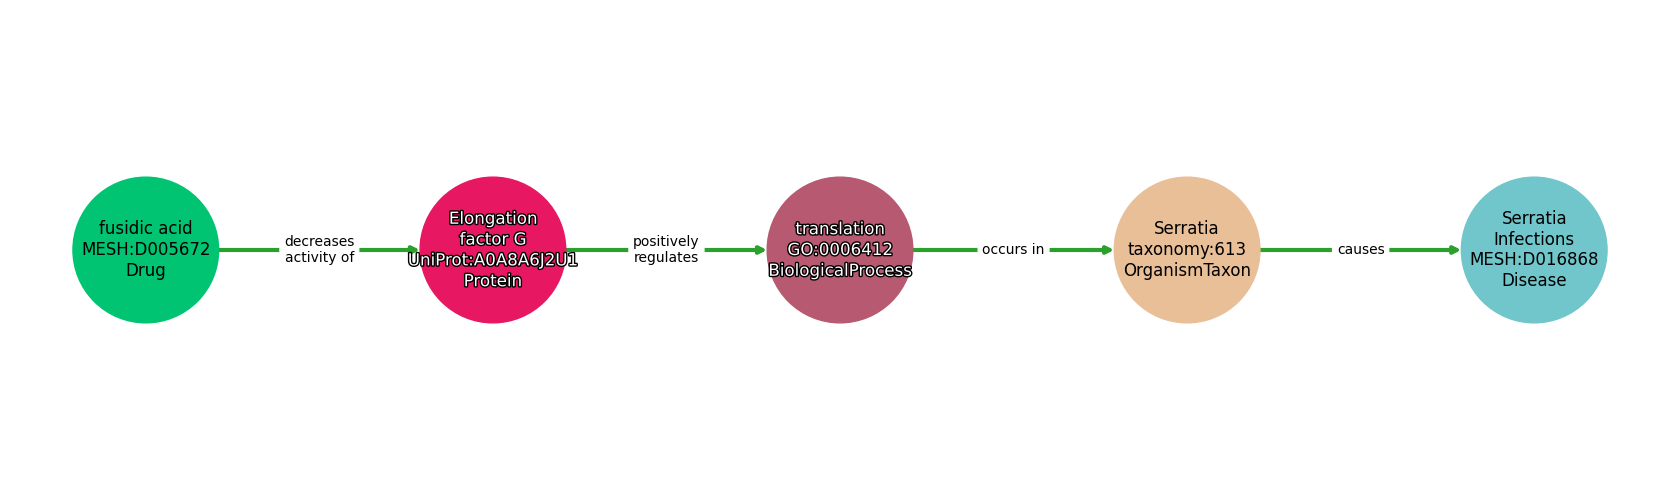 fusidic acid
MESH:D005672
Drug
decreases
activity of
Elongation
factor G
UniProt:A0A8A6J2U1
Protein
positively
regulates
translation
GO:0006412
BiologicalProcess
occurs in
Serratia
taxonomy:613
OrganismTaxon
causes
Serratia
Infections
MESH:D016868
Disease